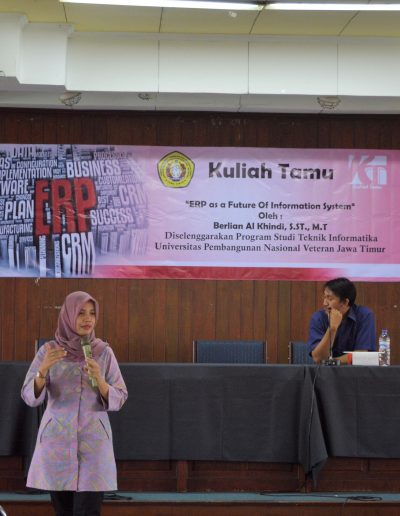 Kuliah Tamu
"ERP as a Future Of Information System"
Oleh :
Berlian Al Khindi, S.ST., M.T
Diselenggarakan Program Studi Teknik Informatika
Universitas Pembangunan Nasional Veteran Jawa Timur
BUSINESS
PLAN
ERP
CRM
SUCCESS
CRM